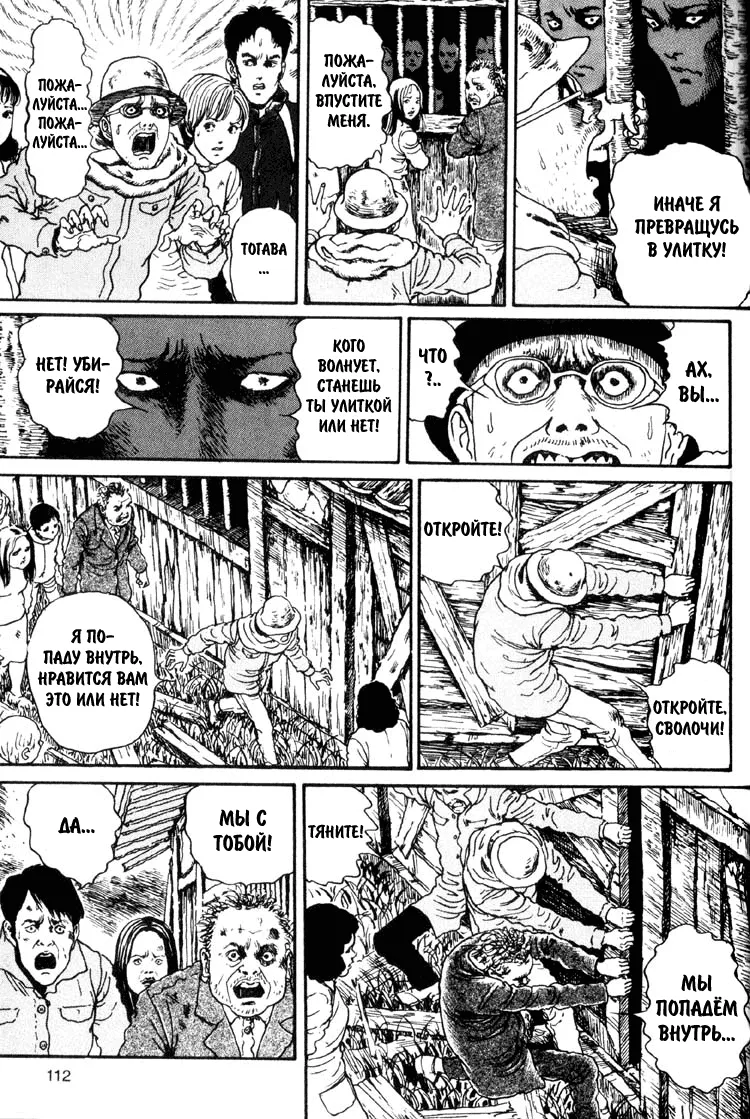 ПОЖА-
ЛУЙСТА...
ПОЖА-
ЛУЙСТА...
ТОГАВА
...
ПОЖА-
ЛУЙСТА,
ВПУСТИТЕ
МЕНЯ.
ИНАЧЕ Я
ПРЕВРАЩУСЬ
В УЛИТКУ!
НЕТ! УБИ-
РАЙСЯ!
КОГО
ВОЛНУЕТ,
СТАНЕШЬ
ТЫ УЛИТКОЙ
ИЛИ НЕТ!
ЧТО
?..
АХ,
ВЫ...
Я ПО-
ПАДУ ВНУТРЬ,
НРАВИТСЯ ВАМ
ЭТО ИЛИ НЕТ!
ОТКРОЙТЕ!
ОТКРОЙТЕ,
СВОЛОЧИ!
ДА...
МЫ С
ТОБОЙ!
ТЯНИТЕ!
МЫ
ПОПАДЁМ
ВНУТРЬ...
112